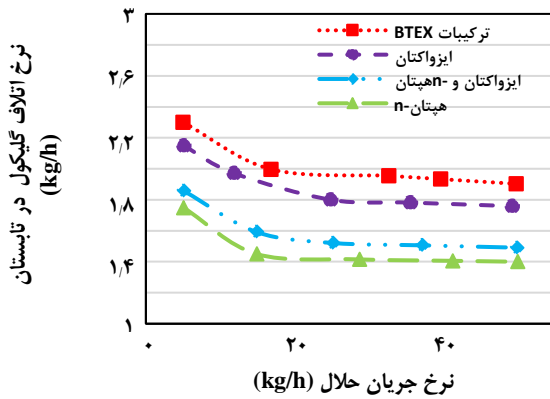 نرخ اتلاف گلیکول در تابستان
(kg/h)
۳
۲٫۶
۲٫۲
۱٫۸
۱٫۴
۱
ترکیبات BTEX
ایزواکتان
ایزواکتان و n-هپتان
n-هپتان
۰
۲۰
۴۰
نرخ جریان حلال (kg/h)